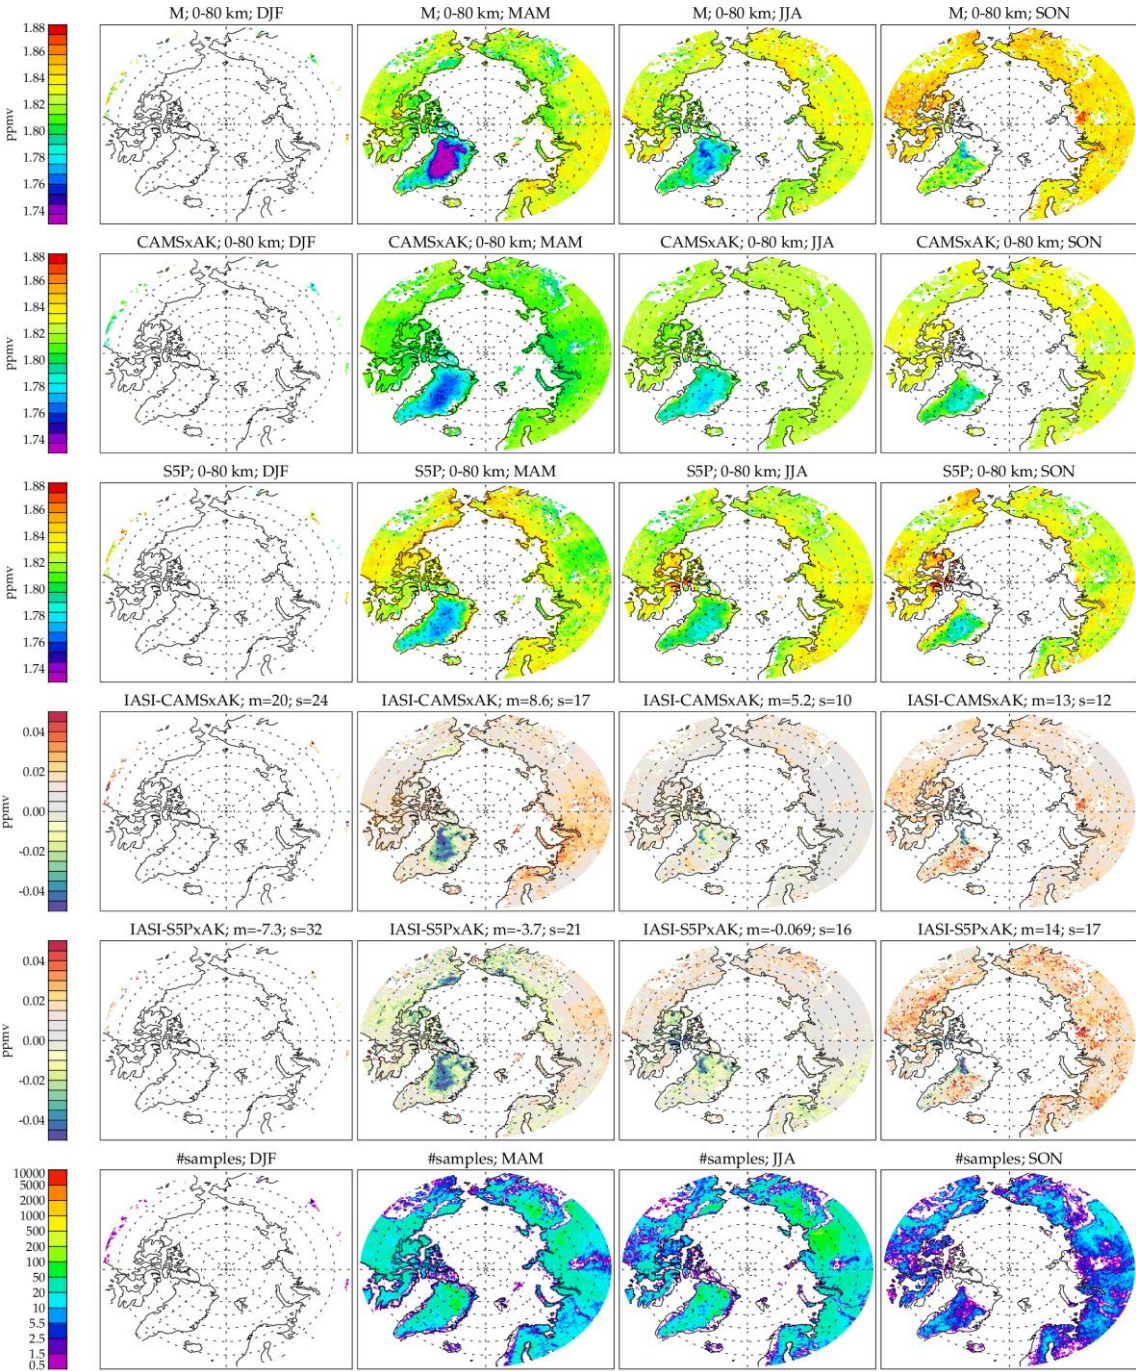 M; 0-80 km; DJF
M; 0-80 km; MAM
M; 0-80 km; JJA
M; 0-80 km; SON
1.88
1.86
1.84
1.82
1.80
1.78
1.76
1.74
ppmv
CAMSxAK; 0-80 km; DJF
CAMSxAK; 0-80 km; MAM
CAMSxAK; 0-80 km; JJA
CAMSxAK; 0-80 km; SON
1.88
1.86
1.84
1.82
1.80
1.78
1.76
1.74
ppmv
S5P; 0-80 km; DJF
S5P; 0-80 km; MAM
S5P; 0-80 km; JJA
S5P; 0-80 km; SON
1.88
1.86
1.84
1.82
1.80
1.78
1.76
1.74
ppmv
IASI-CAMSxAK; m=20; s=24
IASI-CAMSxAK; m=8.6; s=17
IASI-CAMSxAK; m=5.2; s=10
IASI-CAMSxAK; m=13; s=12
0.04
0.02
0.00
-0.02
-0.04
ppmv
IASI-S5PxAK; m=-7.3; s=32
IASI-S5PxAK; m=-3.7; s=21
IASI-S5PxAK; m=-0.069; s=16
IASI-S5PxAK; m=14; s=17
0.04
0.02
0.00
-0.02
-0.04
ppmv
#samples; DJF
#samples; MAM
#samples; JJA
#samples; SON
10000
5000
2000
1000
500
200
100
50
20
10
5.5
2.5
1.5
0.5